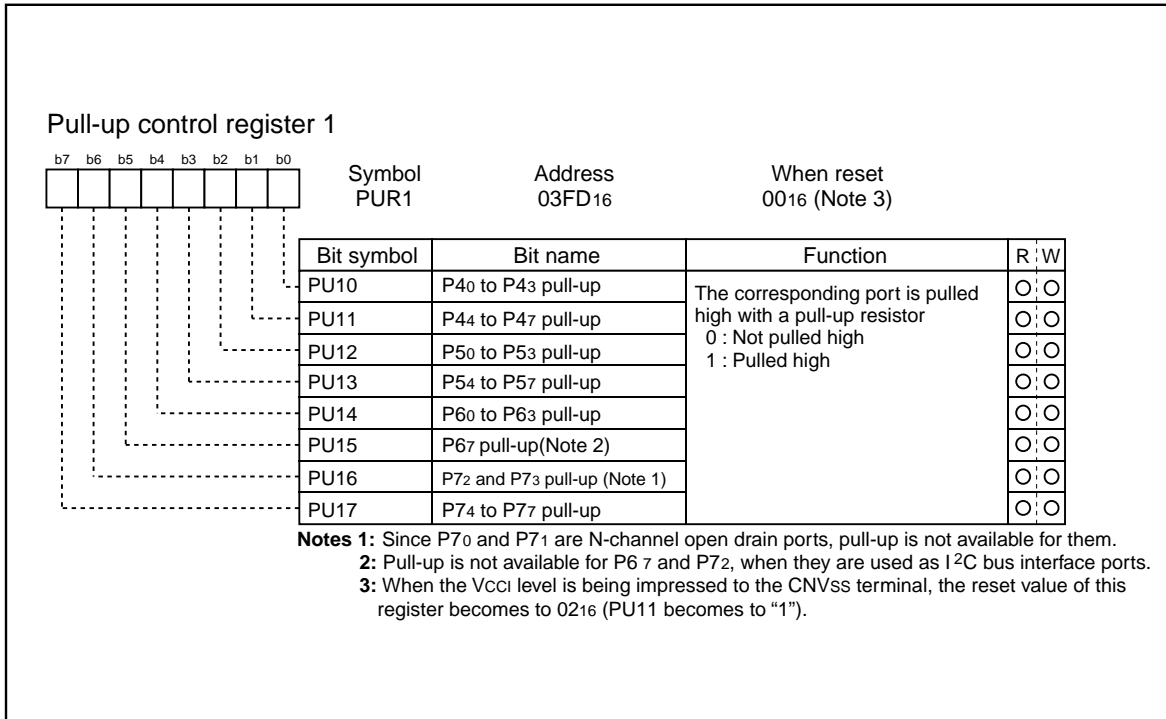 Pull-up control register 1
b7 b6 b5 b4 b3 b2 b1 b0
Symbol Address When reset
PUR1 03FD16 0016 (Note 3)
Bit symbol Bit name Function R W
PU10 P40 to P43 pull-up
The corresponding port is pulled
high with a pull-up resistor
0 : Not pulled high
1 : Pulled high
PU11 P44 to P47 pull-up
PU12 P50 to P53 pull-up
PU13 P54 to P57 pull-up
PU14 P60 to P63 pull-up
PU15 P67 pull-up(Note 2)
PU16 P72 and P73 pull-up (Note 1)
PU17 P74 to P77 pull-up
Notes 1: Since P70 and P71 are N-channel open drain ports, pull-up is not available for them.
2: Pull-up is not available for P6 7 and P72, when they are used as I 2C bus interface ports.
3: When the VCCI level is being impressed to the CNVSS terminal, the reset value of this
register becomes to 0216 (PU11 becomes to “1”).